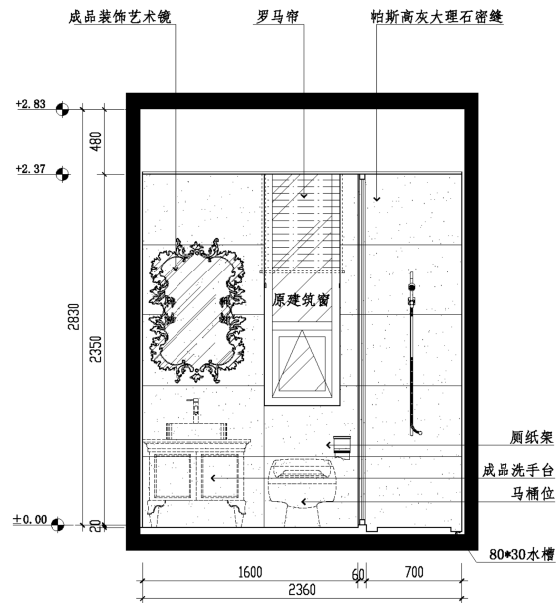 成品装饰艺术镜
罗马帘
帕斯高灰大理石密缝
+2.83
480
+2.37
2830
2350
原建筑窗
厕纸架
成品洗手台
马桶位
±0.00
20
80*30水槽
1600
60
700
2360